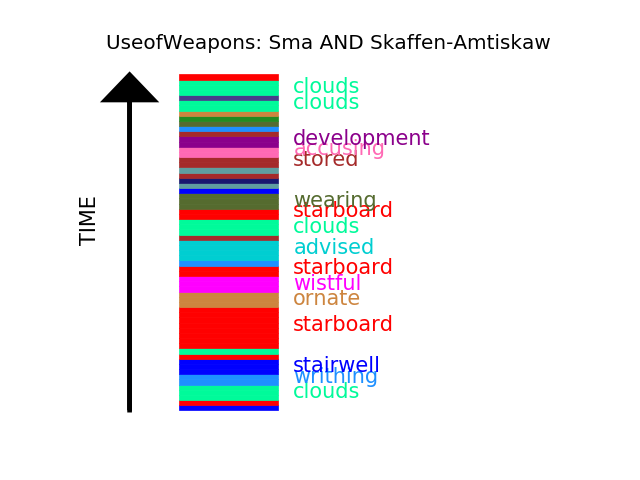 UseofWeapons: Sma AND Skaffen-Amtiskaw
clouds
clouds
development
accusing
stored
wearing
starboard
clouds
advised
starboard
wistful
ornate
starboard
stairwell
writhing
clouds
TIME